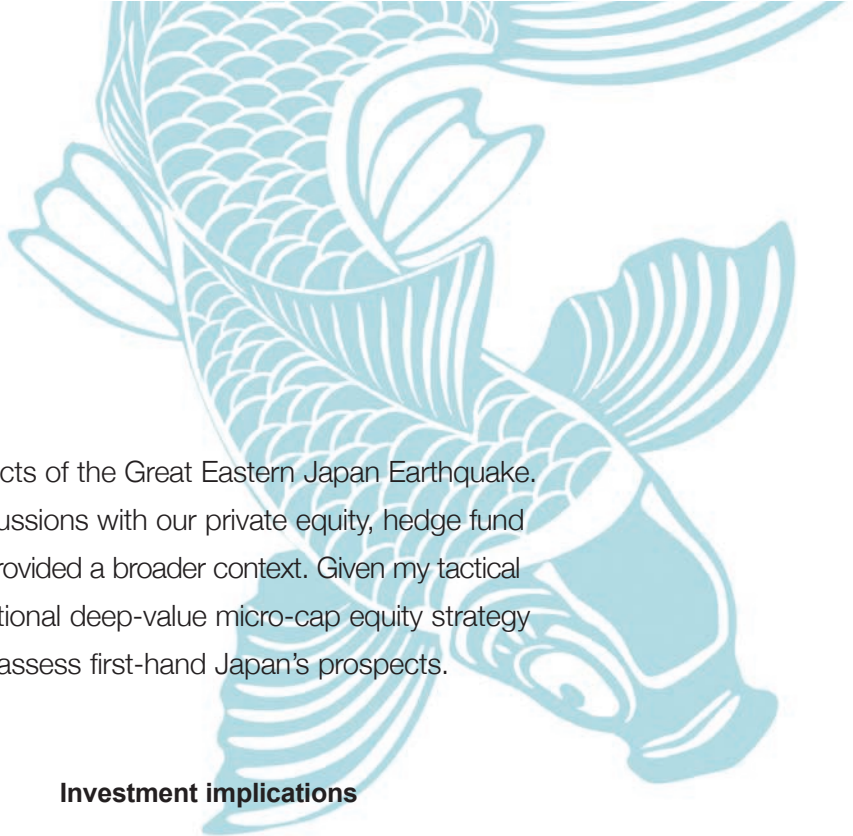 cts of the Great Eastern Japan Earthquake.
ussions with our private equity, hedge fund
rovided a broader context. Given my tactical
tional deep-value micro-cap equity strategy
assess first-hand Japan's prospects.
Investment implications